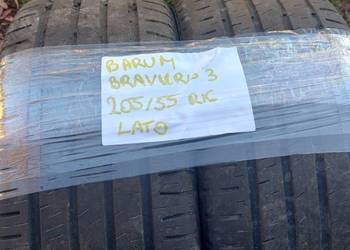 BARUM
BRAVURIS 3
205/55 R16
LATO